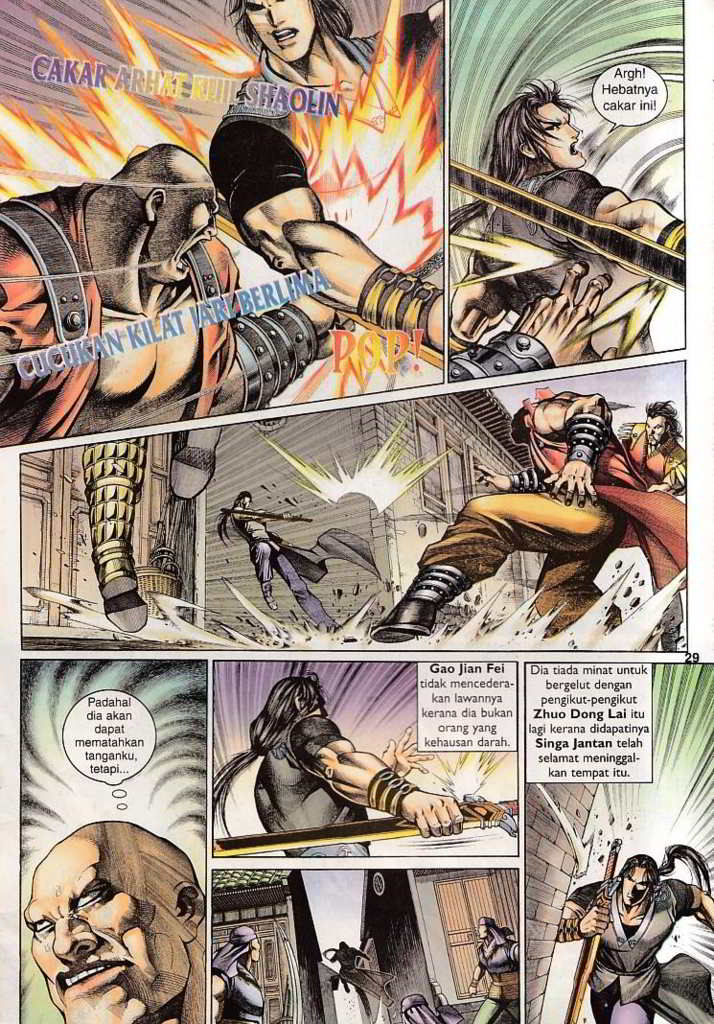 CAKAR ARHAT KUIL SHAOLIN
CUCUKAN KILAT JARI BERLIMA
POP!
Argh!
Hebatnya
cakar ini!
29
Padahal
dia akan
dapat
mematahkan
tanganku,
tetapi...
Gao Jian Fei
tidak mencedera-
kan lawannya
kerana dia bukan
orang yang
kehausan darah.
Dia tiada minat untuk
bergelut dengan
pengikut-pengikut
Zhuo Dong Lai itu
lagi kerana didapatinya
Singa Jantan telah
selamat meninggal-
kan tempat itu.